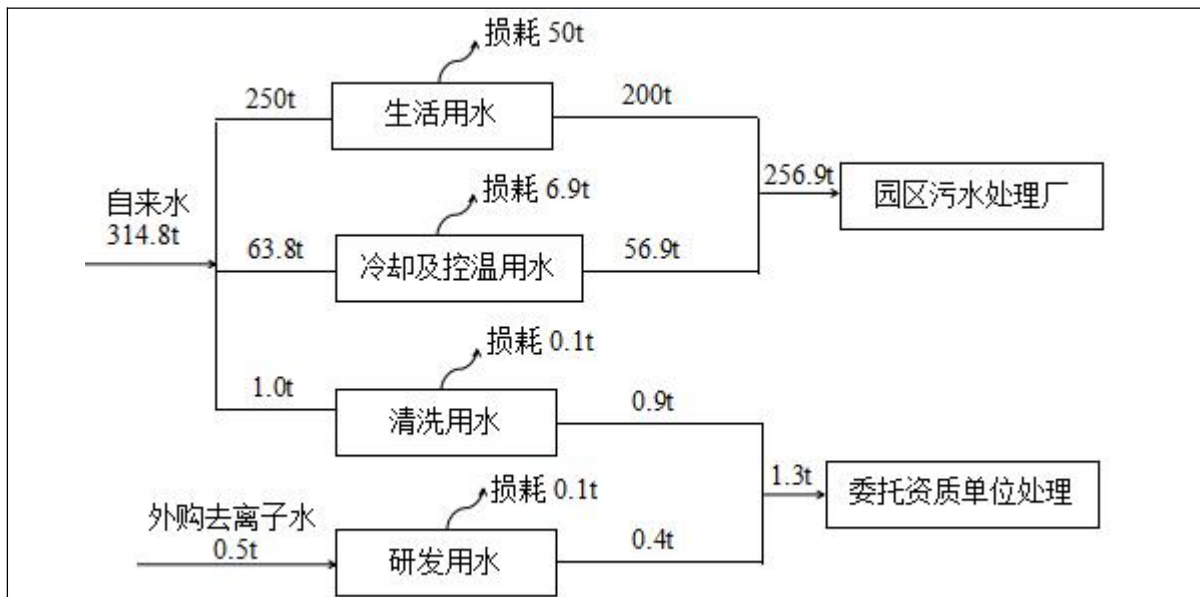 损耗 50t
250t
生活用水
200t
自来水
314.8t
损耗 6.9t
256.9t
园区污水处理厂
63.8t
冷却及控温用水
56.9t
损耗 0.1t
1.0t
清洗用水
0.9t
1.3t
委托资质单位处理
外购去离子水
0.5t
损耗 0.1t
研发用水
0.4t